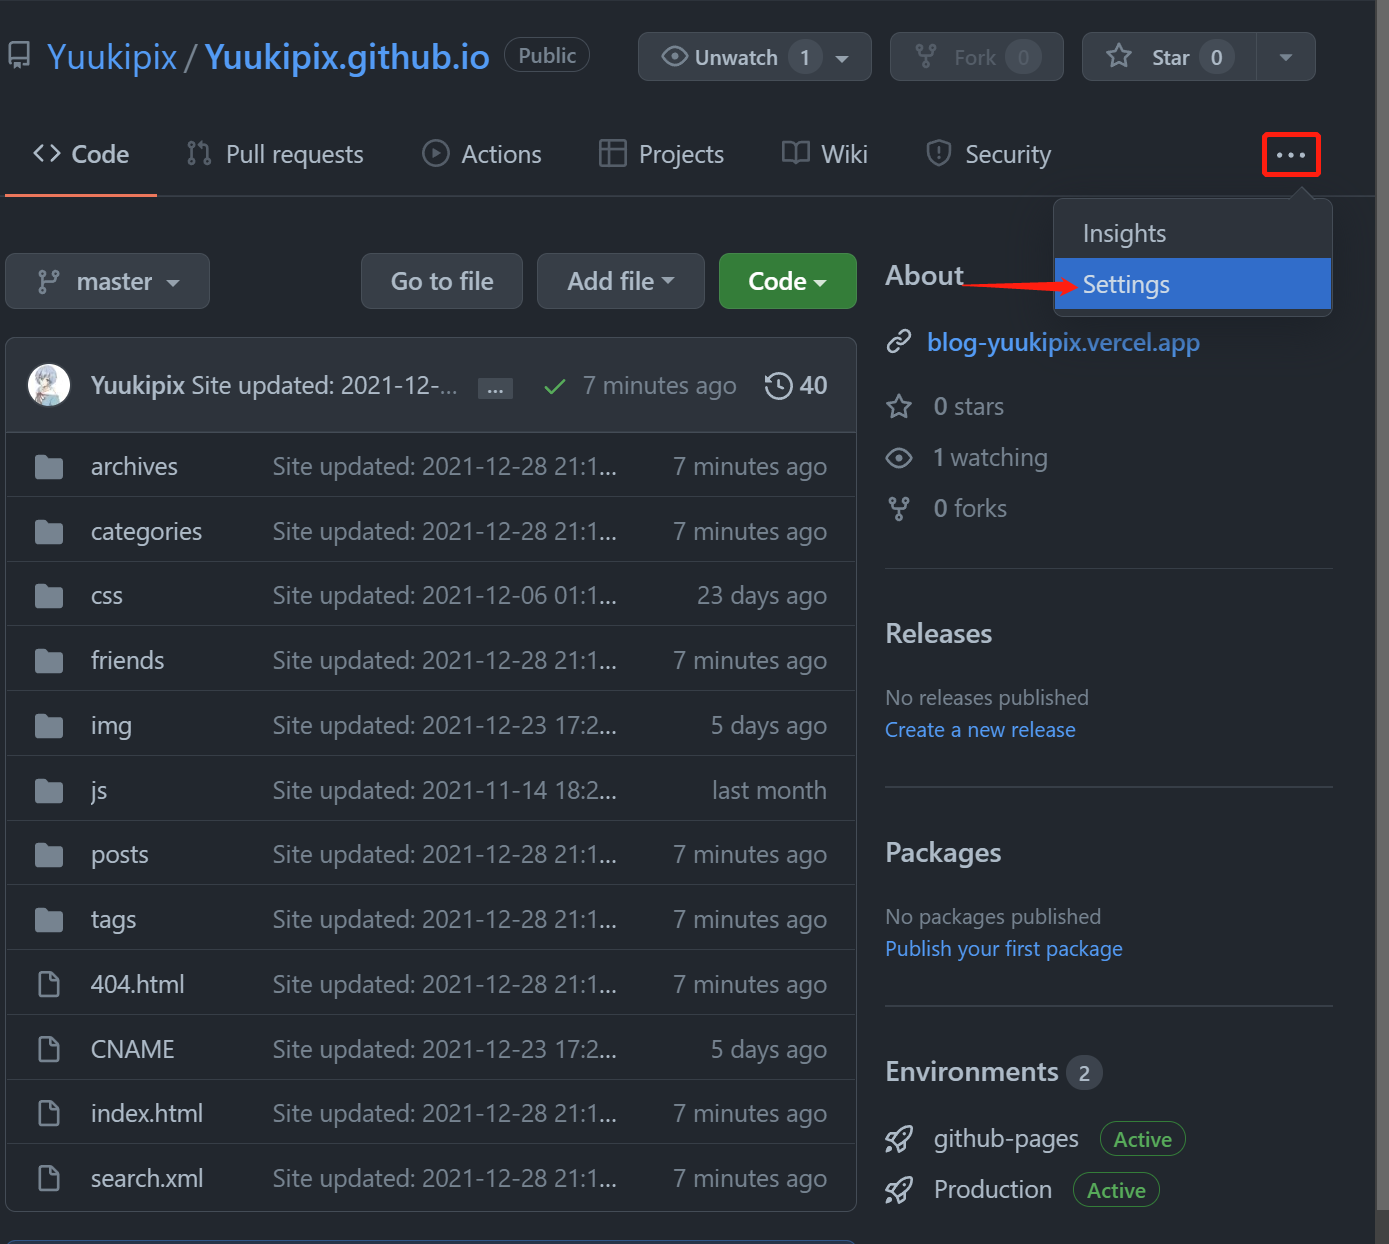 Yuukipix / Yuukipix.github.io Public Unwatch 1 Fork 0 Star 0
Code Pull requests Actions Projects Wiki Security ...
Insights
Settings
master Go to file Add file Code
Yuukipix Site updated: 2021-12-... ... 7 minutes ago 40
archives Site updated: 2021-12-28 21:1... 7 minutes ago
categories Site updated: 2021-12-28 21:1... 7 minutes ago
css Site updated: 2021-12-06 01:1... 23 days ago
friends Site updated: 2021-12-28 21:1... 7 minutes ago
img Site updated: 2021-12-23 17:2... 5 days ago
js Site updated: 2021-11-14 18:2... last month
posts Site updated: 2021-12-28 21:1... 7 minutes ago
tags Site updated: 2021-12-28 21:1... 7 minutes ago
404.html Site updated: 2021-12-28 21:1... 7 minutes ago
CNAME Site updated: 2021-12-23 17:2... 5 days ago
index.html Site updated: 2021-12-28 21:1... 7 minutes ago
search.xml Site updated: 2021-12-28 21:1... 7 minutes ago
About
blog-yuukipix.vercel.app
0 stars
1 watching
0 forks
Releases
No releases published
Create a new release
Packages
No packages published
Publish your first package
Environments 2
github-pages Active
Production Active